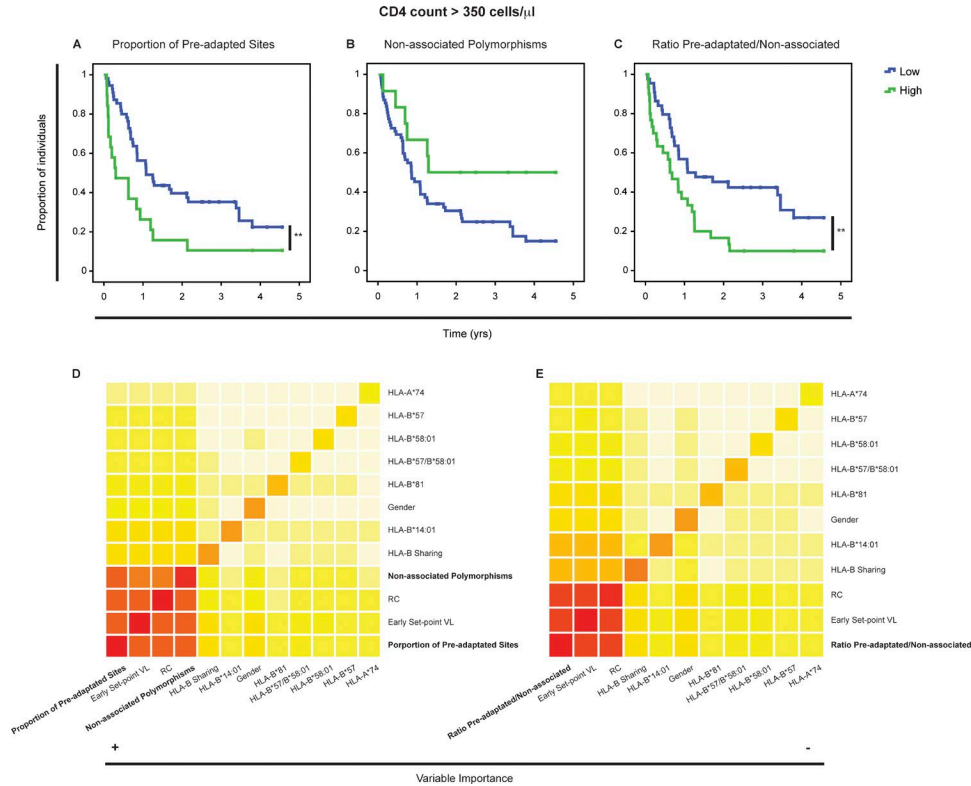 CD4 count > 350 cells/µl
A Proportion of Pre-adapted Sites
B Non-associated Polymorphisms
C Ratio Pre-adaptated/Non-associated
Low
High
Proportion of individuals
1
0.8
0.6
0.4
0.2
0
0 1 2 3 4 5
**
1
0.8
0.6
0.4
0.2
0
0 1 2 3 4 5
1
0.8
0.6
0.4
0.2
0
0 1 2 3 4 5
**
Time (yrs)
D
HLA-A*74
HLA-B*57
HLA-B*58:01
HLA-B*57/B*58:01
HLA-B*81
Gender
HLA-B*14:01
HLA-B Sharing
Non-associated Polymorphisms
RC
Early Set-point VL
Porportion of Pre-adaptated Sites
Proportion of Pre-adapted Sites
Early Set-point VL
RC
Non-associated Polymorphisms
HLA-B Sharing
HLA-B*14:01
Gender
HLA-B*81
HLA-B*57/B*58:01
HLA-B*58:01
HLA-B*57
HLA-A*74
E
HLA-A*74
HLA-B*57
HLA-B*58:01
HLA-B*57/B*58:01
HLA-B*81
Gender
HLA-B*14:01
HLA-B Sharing
RC
Early Set-point VL
Ratio Pre-adaptated/Non-associated
Ratio Pre-adaptated/Non-associated
Early Set-point VL
RC
HLA-B Sharing
HLA-B*14:01
Gender
HLA-B*81
HLA-B*57/B*58:01
HLA-B*58:01
HLA-B*57
HLA-A*74
+
-
Variable Importance